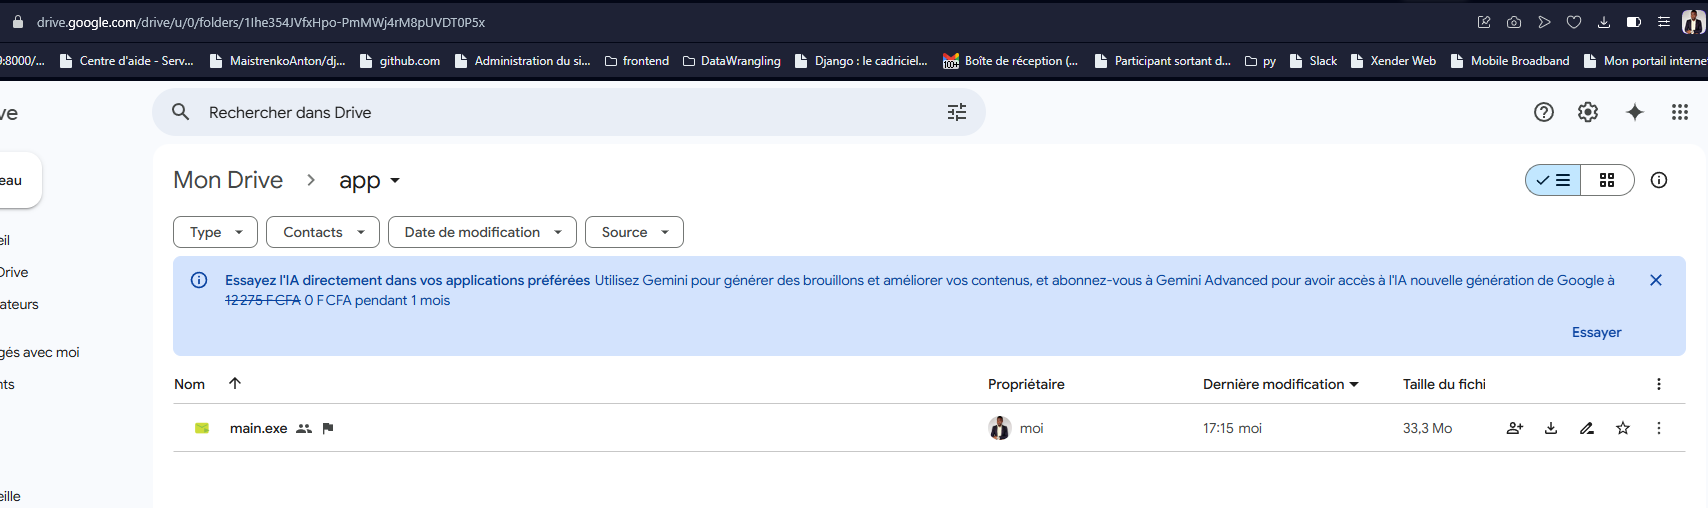 drive.google.com/drive/u/0/folders/1Ihe354JVfxHpo-PmMWj4rM8pUVDT0P5x
9:8000/... Centre d'aide - Serv... MaistrenkoAnton/dj... github.com Administration du si... frontend DataWrangling Django : le cadriciel... 100+ Boîte de réception (... Participant sortant d... py Slack Xender Web Mobile Broadband Mon portail interne
ve
Rechercher dans Drive
eau
Mon Drive > app
Type Contacts Date de modification Source
eil
Drive
ateurs
gés avec moi
nts
eille
Essayez l'IA directement dans vos applications préférées Utilisez Gemini pour générer des brouillons et améliorer vos contenus, et abonnez-vous à Gemini Advanced pour avoir accès à l'IA nouvelle génération de Google à
12 275 F CFA 0 F CFA pendant 1 mois
Essayer
Nom Propriétaire Dernière modification Taille du fichi
main.exe moi 17:15 moi 33,3 Mo